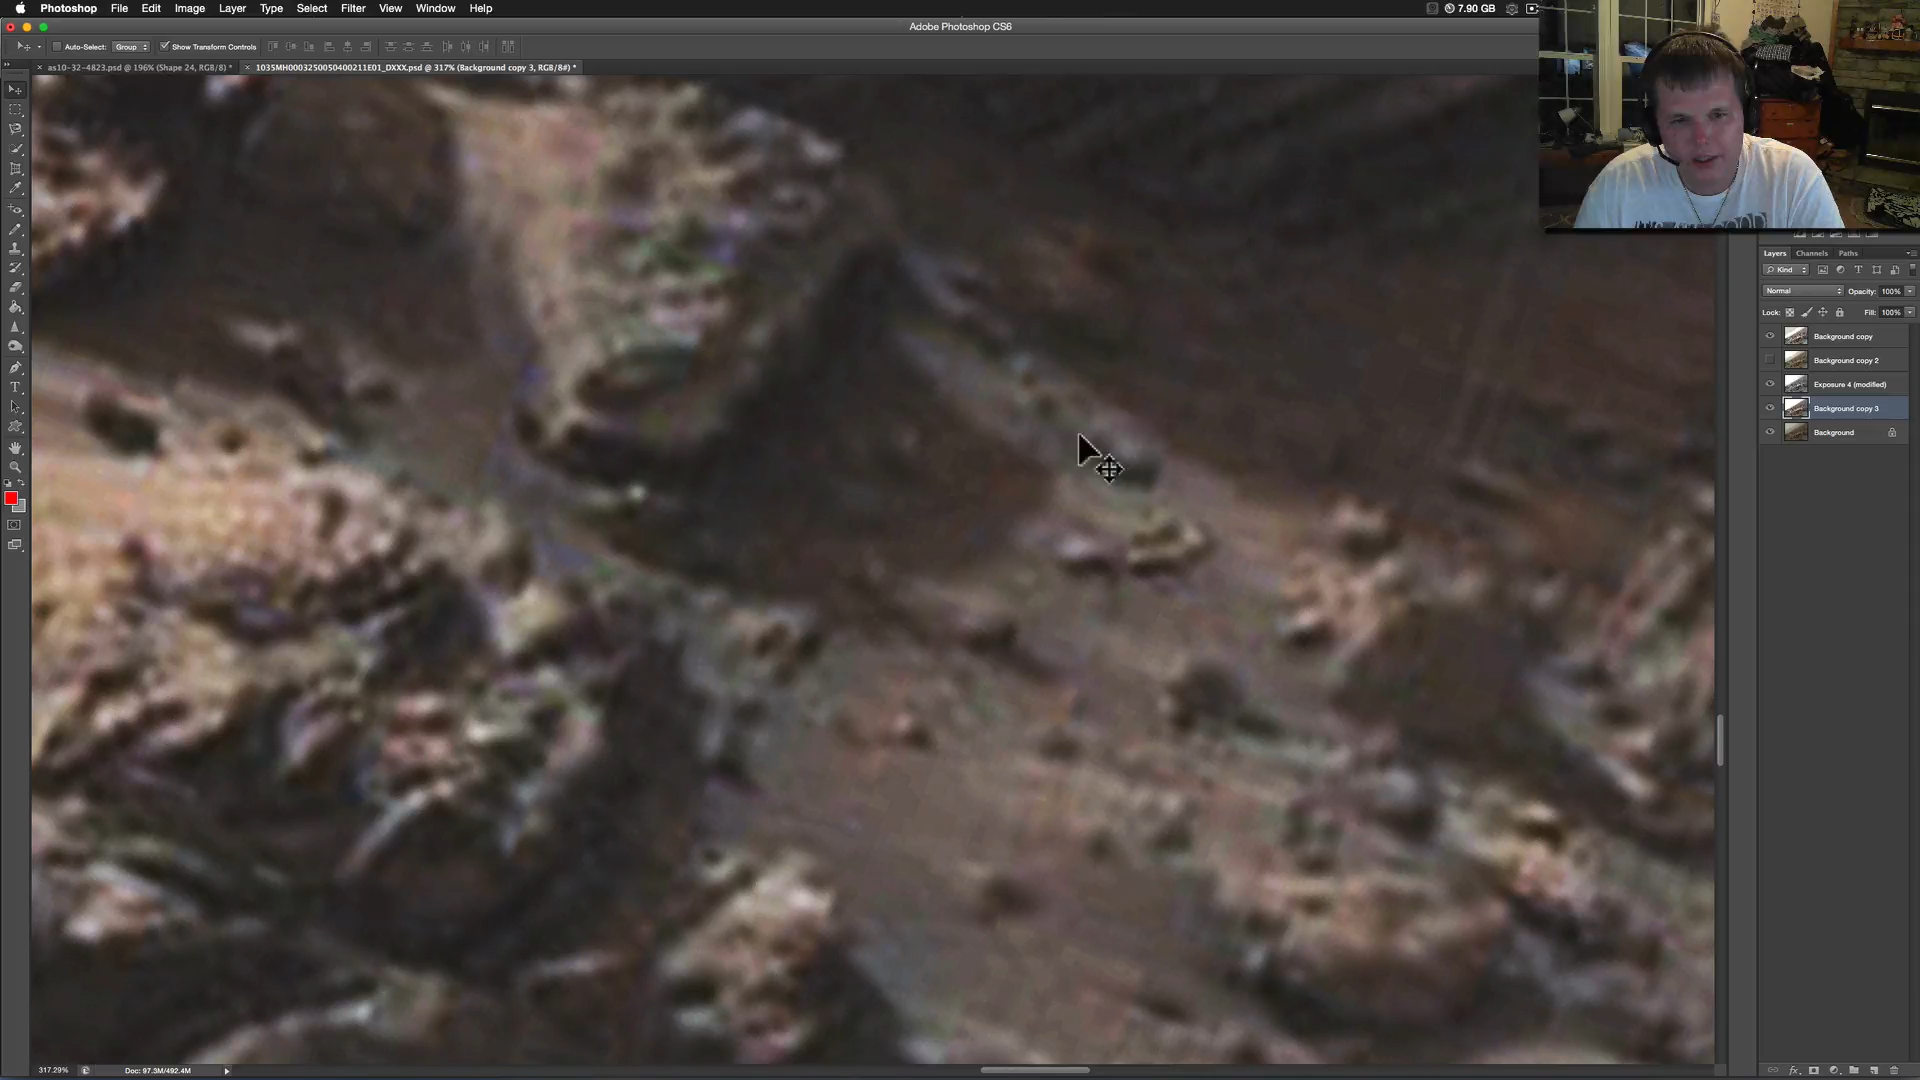 Photoshop File Edit Image Layer Type Select Filter View Window Help
7.90 GB
Adobe Photoshop CS6
Auto-Select: Group Show Transform Controls
as10-32-4823.psd @ 196% (Shape 24, RGB/8) *
1035MH0003250050400211E01_DXXX.psd @ 317% (Background copy 3, RGB/8#) *
Layers Channels Paths
Kind
Normal Opacity: 100%
Lock: Fill: 100%
Background copy
Background copy 2
Exposure 4 (modified)
Background copy 3
Background
317.29% Doc: 97.3M/492.4M